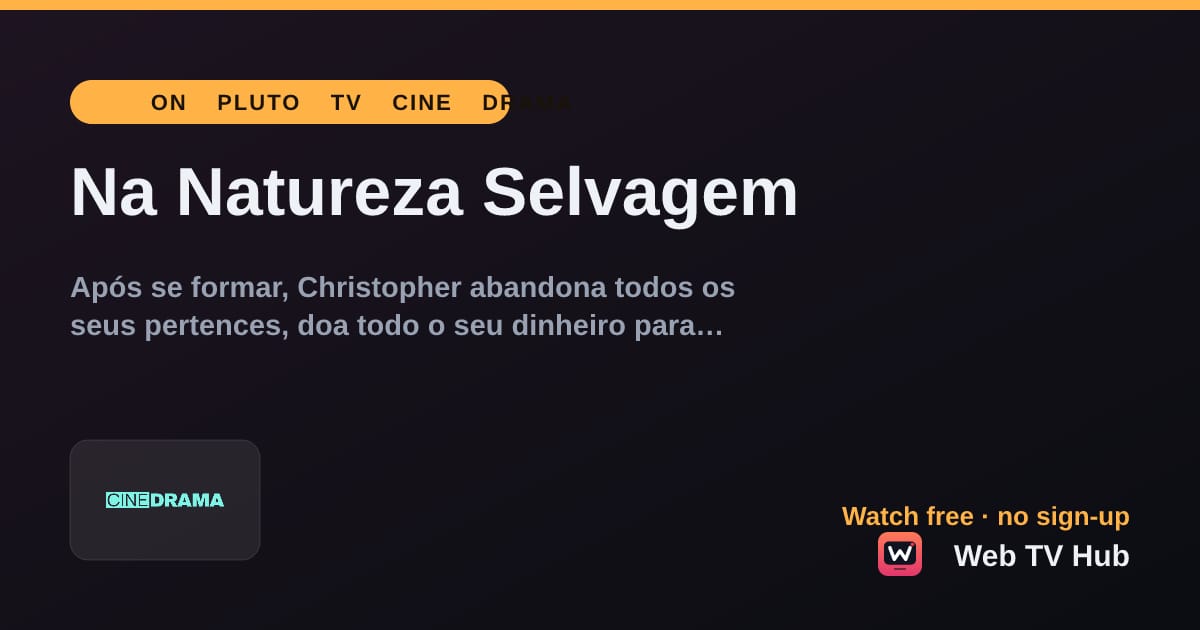 ON PLUTO TV CINE DRAMA
Na Natureza Selvagem
Após se formar, Christopher abandona todos os
seus pertences, doa todo o seu dinheiro para…
CINEDRAMA
Watch free · no sign-up
W Web TV Hub